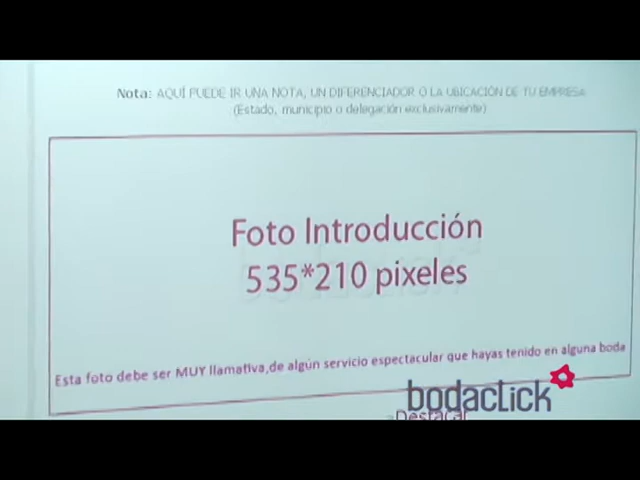 Nota: AQUÍ PUEDE IR UNA NOTA, UN DIFERENCIADOR O LA UBICACIÓN DE TU EMPRESA
(Estado, municipio o delegación exclusivamente)
Foto Introducción
535*210 pixeles
Esta foto debe ser MUY llamativa,de algún servicio espectacular que hayas tenido en alguna boda
bodaclick
Destacar